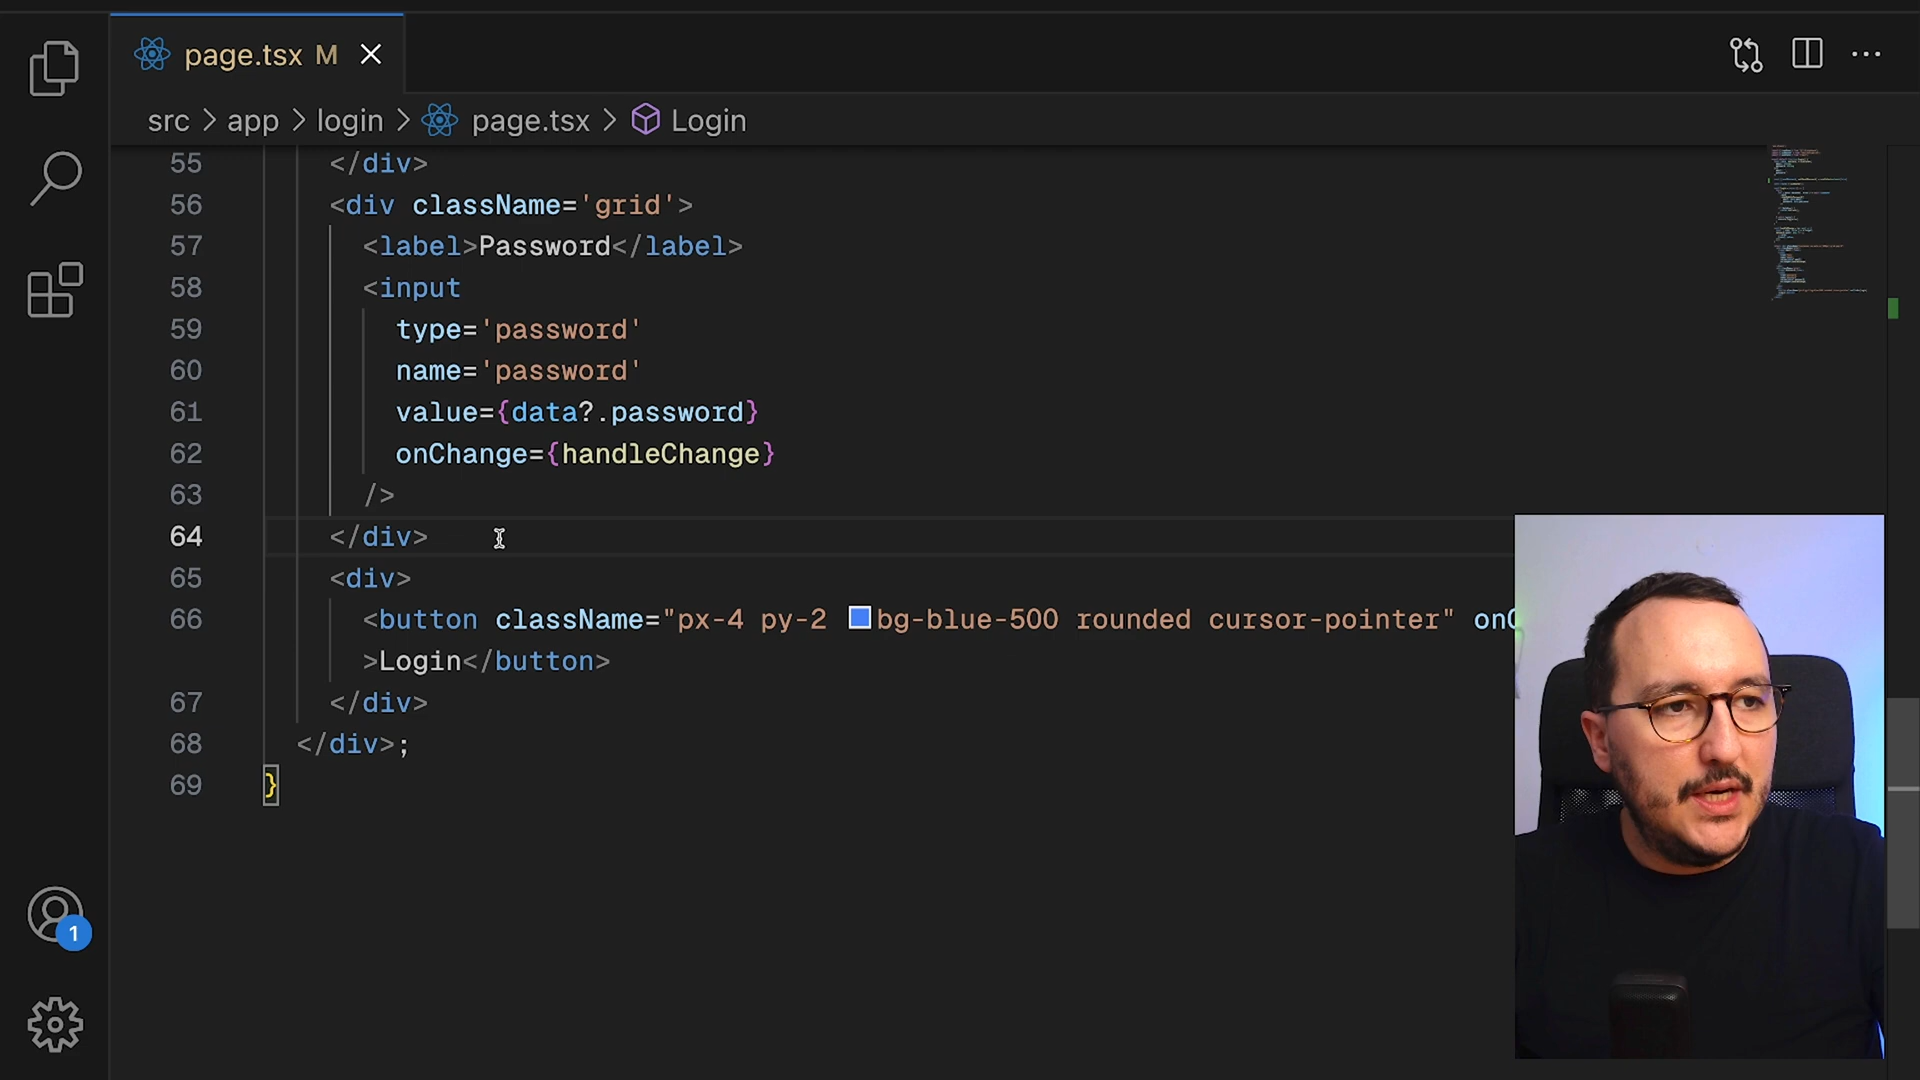 page.tsx M
src > app > login > page.tsx > Login
55 </div>
56 <div className='grid'>
57 <label>Password</label>
58 <input
59 type='password'
60 name='password'
61 value={data?.password}
62 onChange={handleChange}
63 />
64 </div>
65 <div>
66 <button className="px-4 py-2 bg-blue-500 rounded cursor-pointer"
>Login</button>
67 </div>
68 </div>;
69 }
1